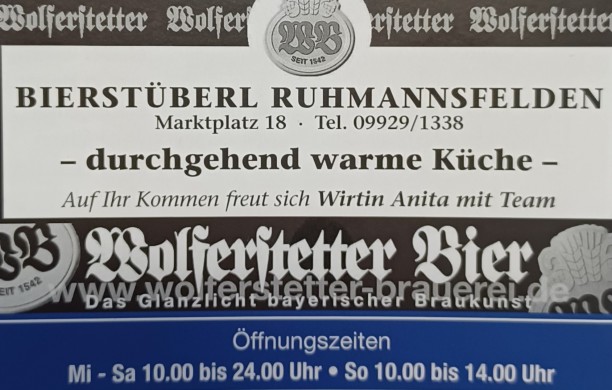 Wolferstetter Wolferstetter Wolferstetter
WB
SEIT 1542
BIERSTÜBERL RUHMANNSFELDEN
Marktplatz 18 · Tel. 09929/1338
– durchgehend warme Küche –
Auf Ihr Kommen freut sich Wirtin Anita mit Team
WB
SEIT 1542
Wolferstetter Bier
www.wolferstetter-brauerei.de
Das Glanzlicht bayerischer Braukunst
Öffnungszeiten
Mi - Sa 10.00 bis 24.00 Uhr • So 10.00 bis 14.00 Uhr